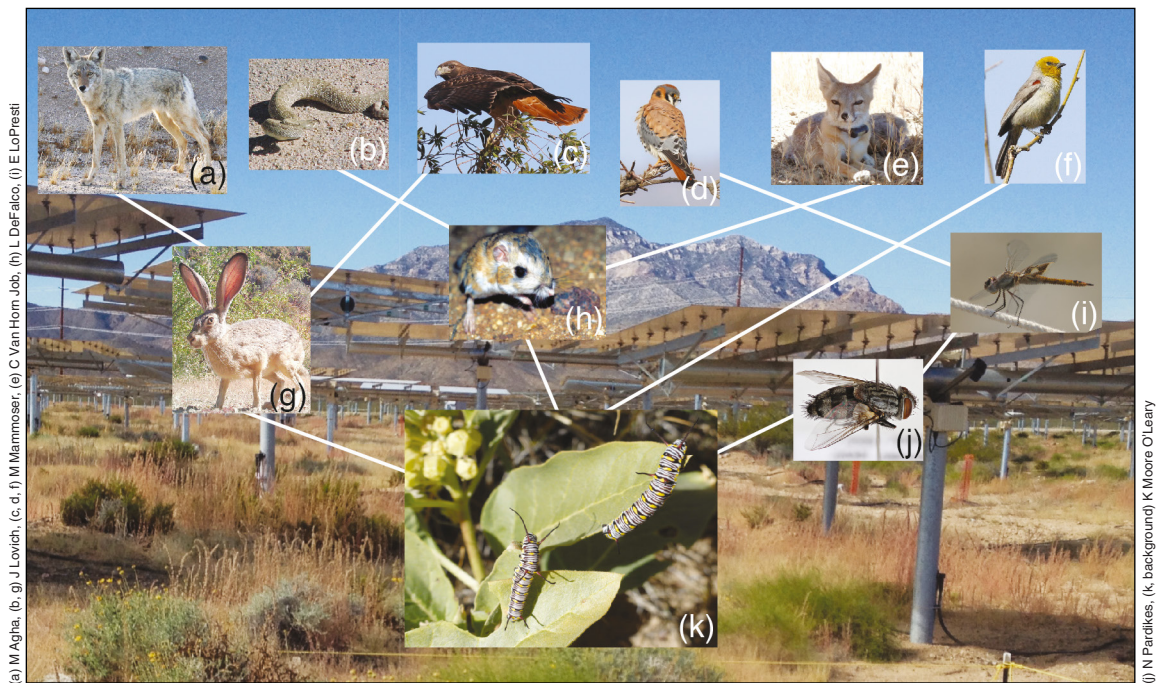 (a) M Agha, (b, g) J Lovich, (c, d, f) M Mammoser, (e) C Van Horn Job, (h) L DeFalco, (i) E LoPresti
(a)
(b)
(c)
(d)
(e)
(f)
(g)
(h)
(i)
(j)
(k)
(j) N Pardikes, (k, background) K Moore O'Leary